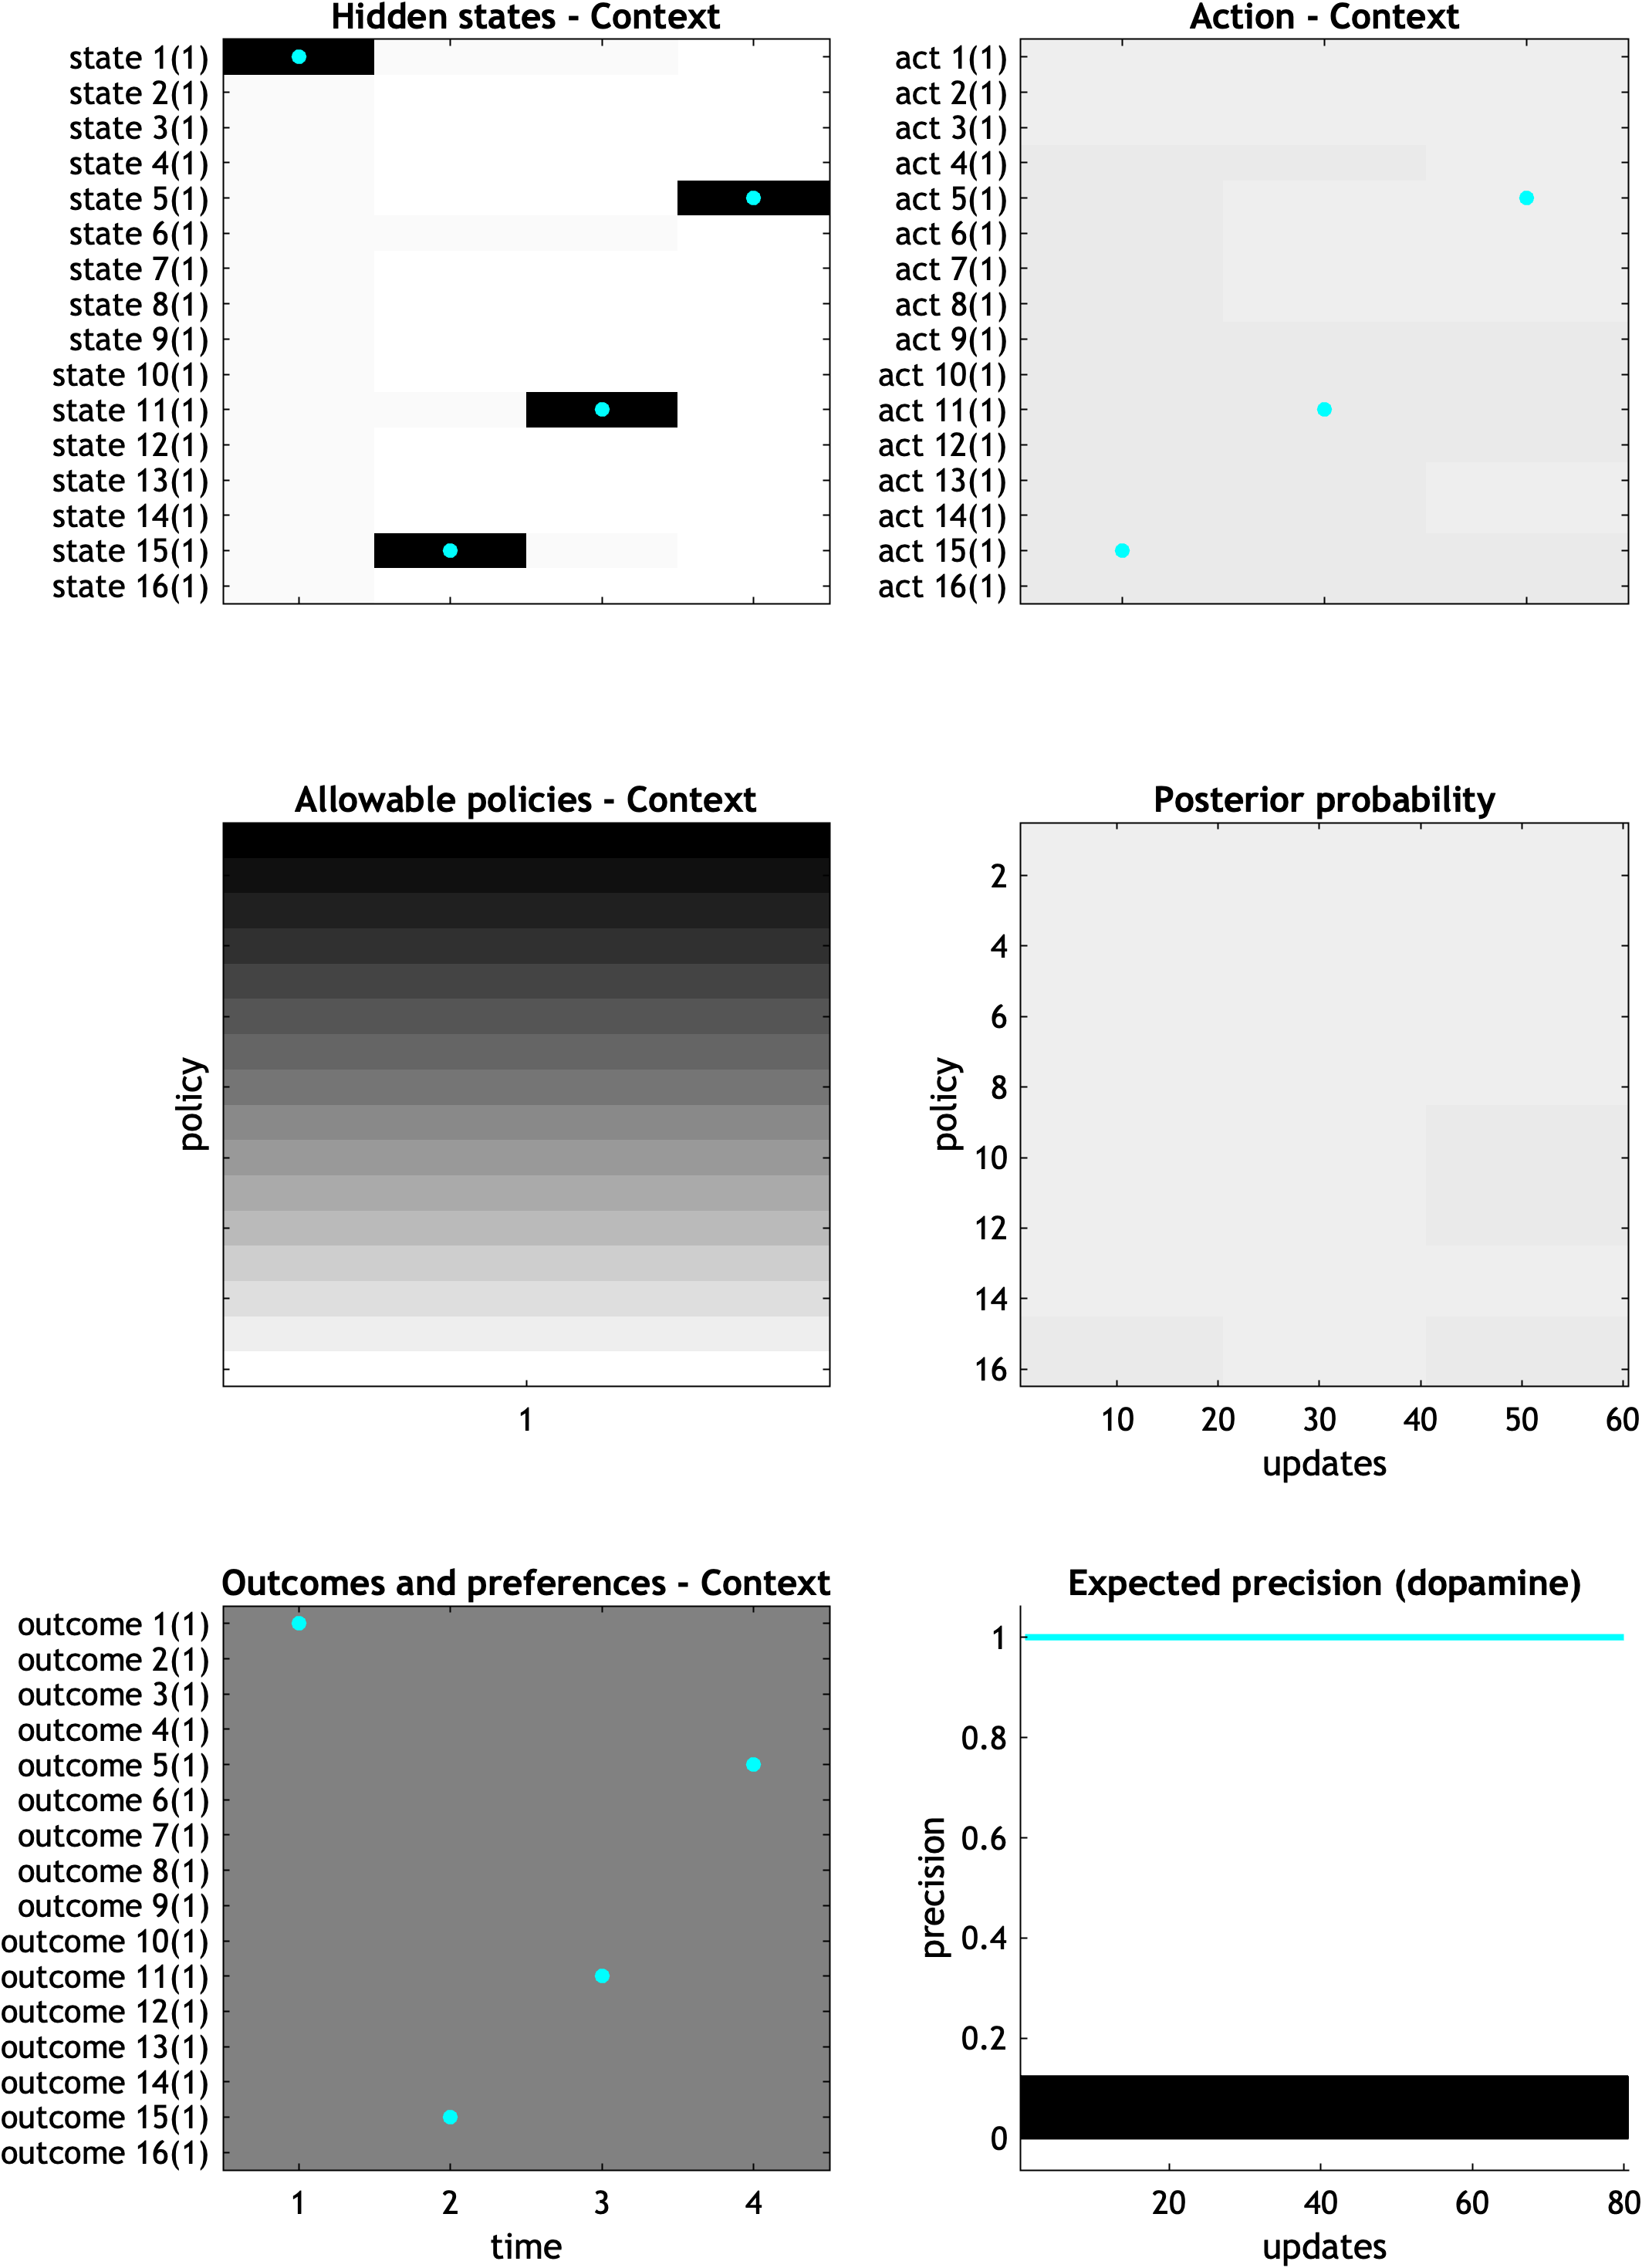 Hidden states - Context
state 1(1)
state 2(1)
state 3(1)
state 4(1)
state 5(1)
state 6(1)
state 7(1)
state 8(1)
state 9(1)
state 10(1)
state 11(1)
state 12(1)
state 13(1)
state 14(1)
state 15(1)
state 16(1)
Action - Context
act 1(1)
act 2(1)
act 3(1)
act 4(1)
act 5(1)
act 6(1)
act 7(1)
act 8(1)
act 9(1)
act 10(1)
act 11(1)
act 12(1)
act 13(1)
act 14(1)
act 15(1)
act 16(1)
Allowable policies - Context
policy
1
Posterior probability
policy
2
4
6
8
10
12
14
16
10 20 30 40 50 60
updates
Outcomes and preferences - Context
outcome 1(1)
outcome 2(1)
outcome 3(1)
outcome 4(1)
outcome 5(1)
outcome 6(1)
outcome 7(1)
outcome 8(1)
outcome 9(1)
outcome 10(1)
outcome 11(1)
outcome 12(1)
outcome 13(1)
outcome 14(1)
outcome 15(1)
outcome 16(1)
1 2 3 4
time
Expected precision (dopamine)
precision
1
0.8
0.6
0.4
0.2
0
20 40 60 80
updates